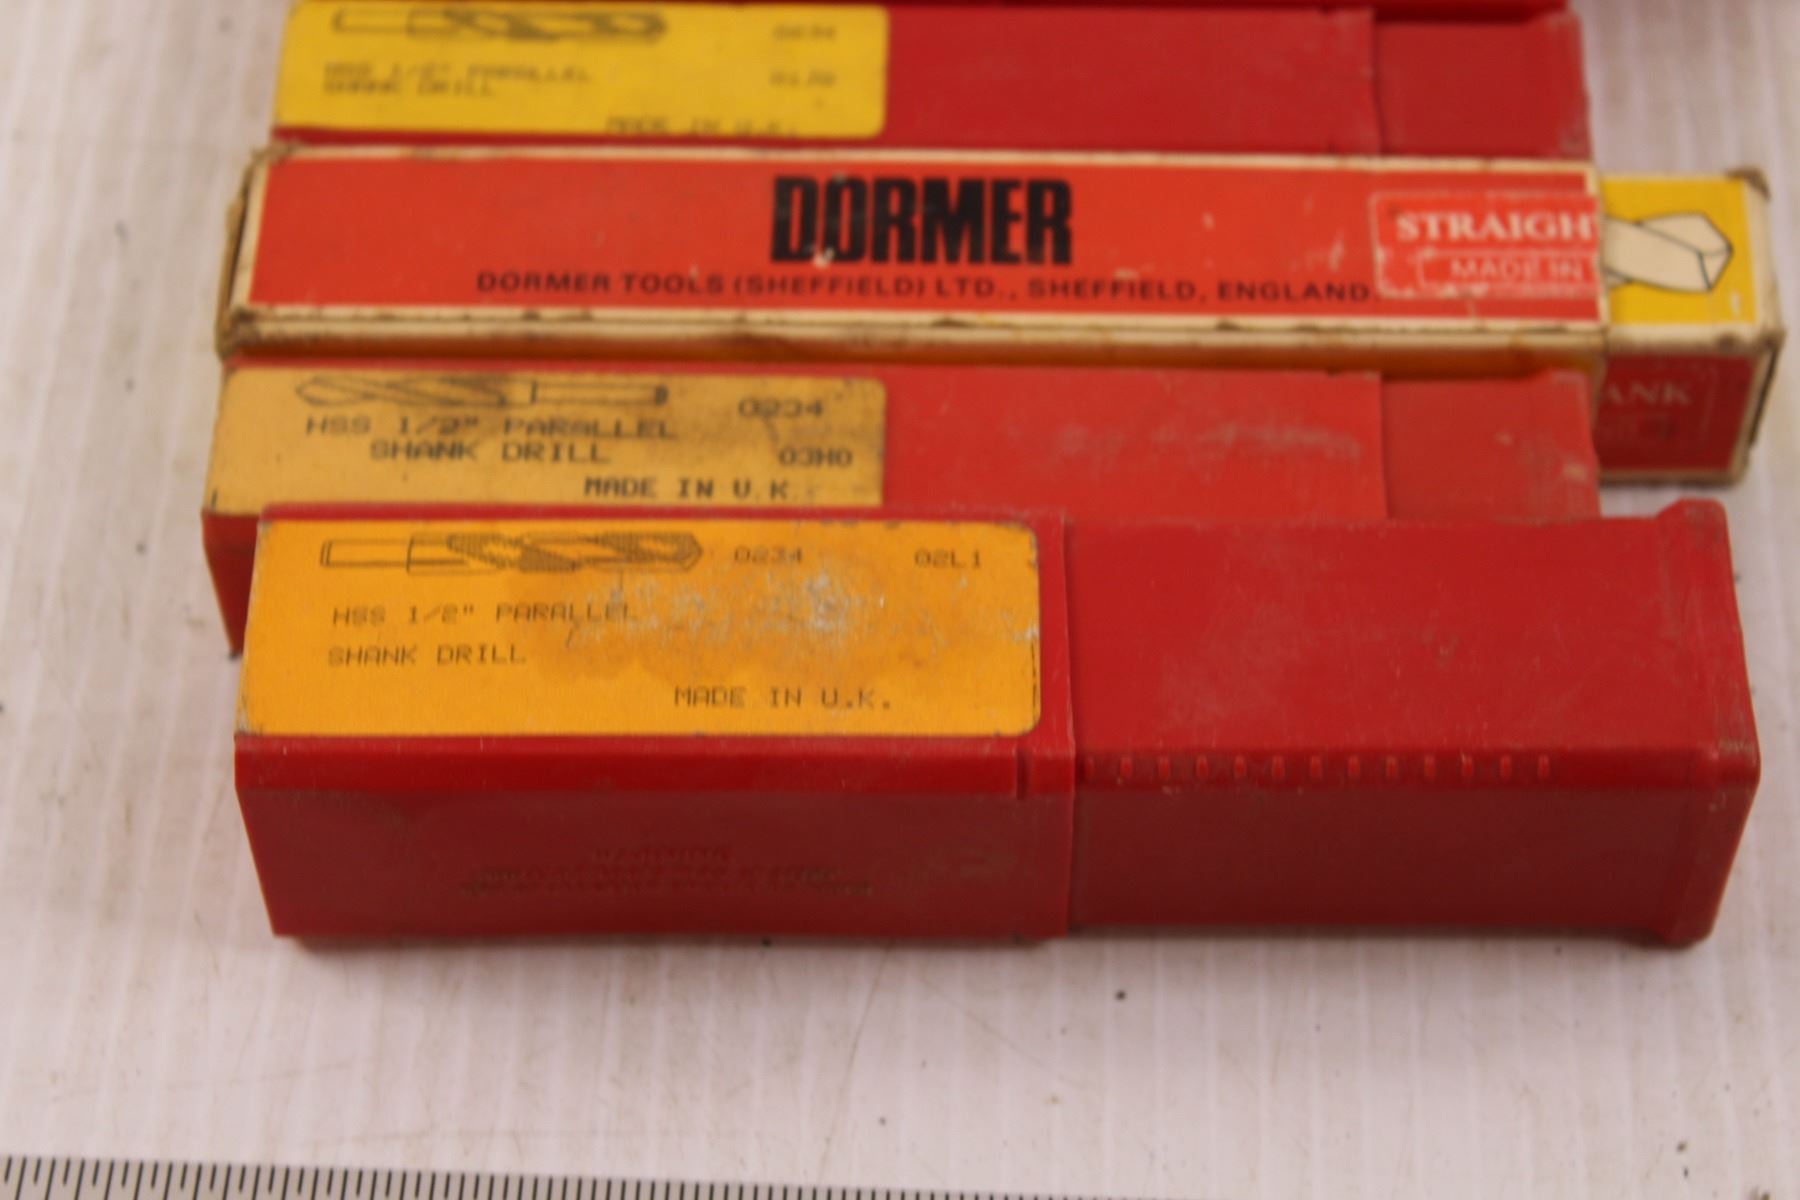 0234
HSS 1/2" PARALLEL
SHANK DRILL
MADE IN U.K.
DORMER
DORMER TOOLS (SHEFFIELD) LTD., SHEFFIELD, ENGLAND.
STRAIGH
MADE IN
ANK
0234
HSS 1/2" PARALLEL
SHANK DRILL
03H0
MADE IN U.K.
0234 02L1
HSS 1/2" PARALLEL
SHANK DRILL
MADE IN U.K.